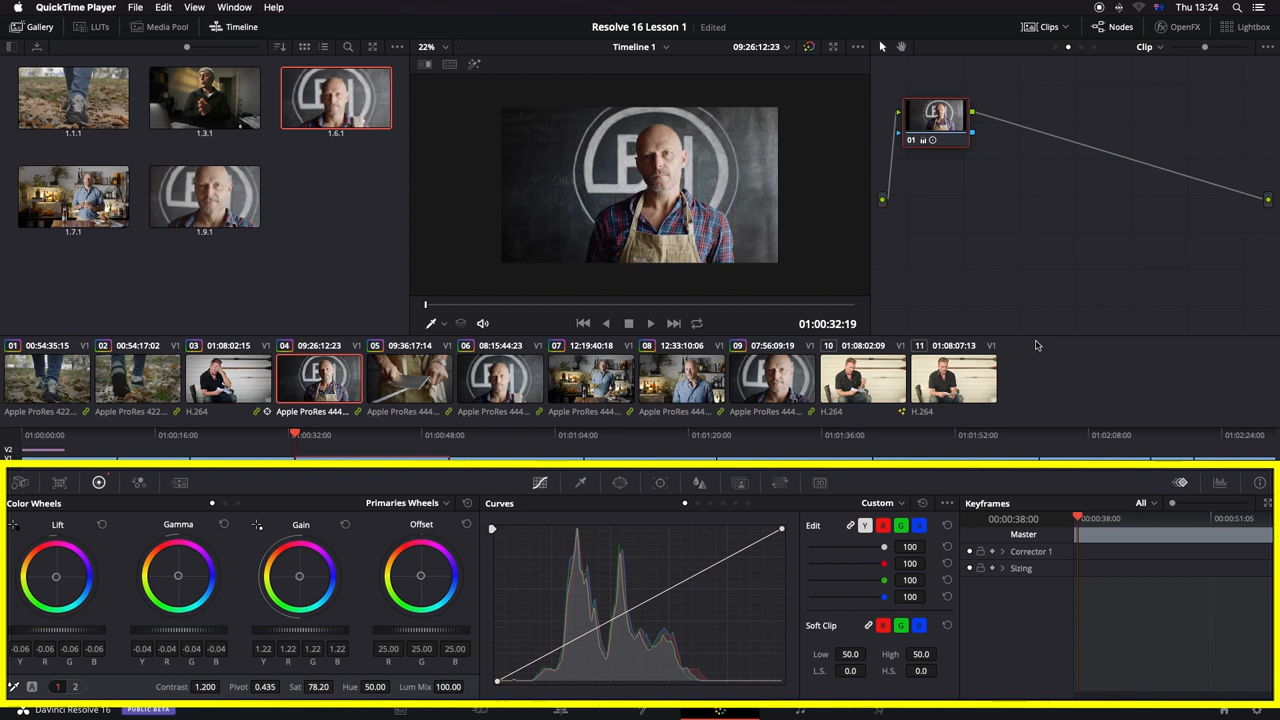 QuickTime Player File Edit View Window Help Thu 13:24
Gallery LUTs Media Pool Timeline Resolve 16 Lesson 1 Edited Clips Nodes OpenFX Lightbox
22% Timeline 1 09:26:12:23 Clip
1.1.1 1.3.1 1.6.1
1.7.1 1.9.1
01
01:00:32:19
01 00:54:35:15 V1 02 00:54:17:02 V1 03 01:08:02:15 V1 04 09:26:12:23 V1 05 09:36:17:14 V1 06 08:15:44:23 V1 07 12:19:40:18 V1 08 12:33:10:06 V1 09 07:56:09:19 V1 10 01:08:02:09 V1 11 01:08:07:13 V1
Apple ProRes 422... Apple ProRes 422... H.264 Apple ProRes 444... Apple ProRes 444... Apple ProRes 444... Apple ProRes 444... Apple ProRes 444... Apple ProRes 444... H.264 H.264
01:00:00:00 01:00:16:00 01:00:32:00 01:00:48:00 01:01:04:00 01:01:20:00 01:01:36:00 01:01:52:00 01:02:08:00 01:02:24:00
V2
V1
Color Wheels Primaries Wheels Curves Custom Keyframes All
Lift Gamma Gain Offset
Edit Y R G B
100
100
100
100
Soft Clip R G B
Low 50.0 High 50.0
L.S. 0.0 H.S. 0.0
00:00:38:00 00:00:38:00 00:00:51:05
Master
Corrector 1
Sizing
-0.06 -0.06 -0.06 -0.06 -0.04 -0.04 -0.04 -0.04 1.22 1.22 1.22 1.22 25.00 25.00 25.00
Y R G B Y R G B Y R G B R G B
A 1 2 Contrast 1.200 Pivot 0.435 Sat 78.20 Hue 50.00 Lum Mix 100.00
DaVinci Resolve 16 PUBLIC BETA